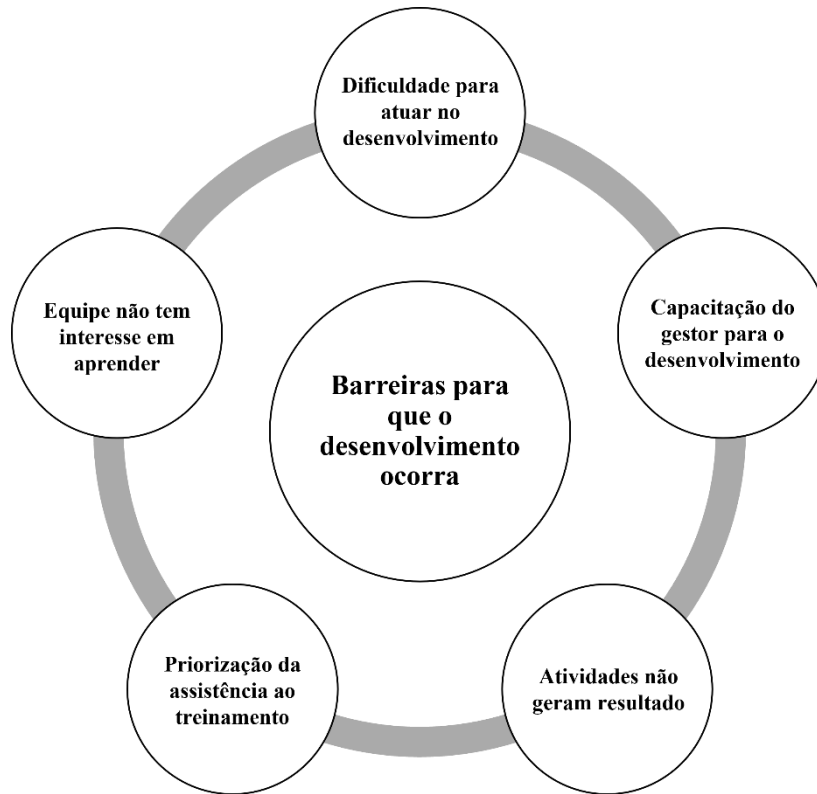 Dificuldade para
atuar no
desenvolvimento
Capacitação do
gestor para o
desenvolvimento
Atividades não
geram resultado
Priorização da
assistência ao
treinamento
Equipe não tem
interesse em
aprender
Barreiras para
que o
desenvolvimento
ocorra